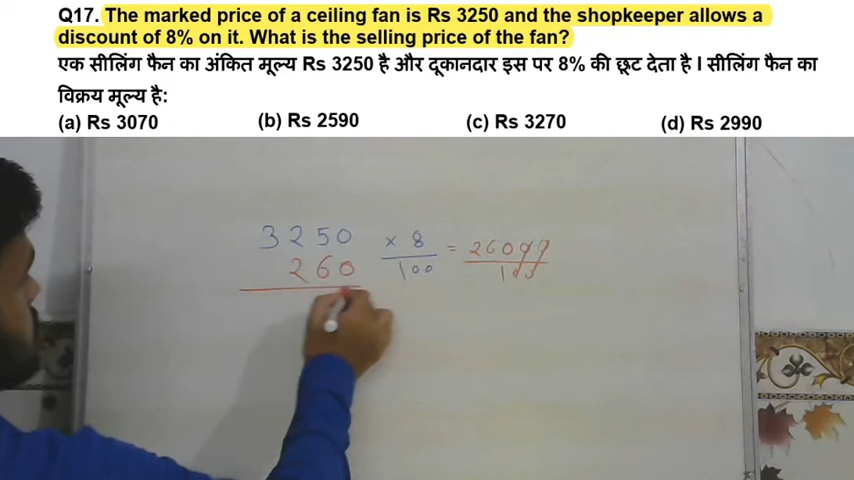 Q17. The marked price of a ceiling fan is Rs 3250 and the shopkeeper allows a
discount of 8% on it. What is the selling price of the fan?
एक सीलिंग फैन का अंकित मूल्य Rs 3250 है और दूकानदार इस पर 8% की छूट देता है I सीलिंग फैन का
विक्रय मूल्य है:
(a) Rs 3070 (b) Rs 2590 (c) Rs 3270 (d) Rs 2990
3250 × 8/100 = 26000/100
260